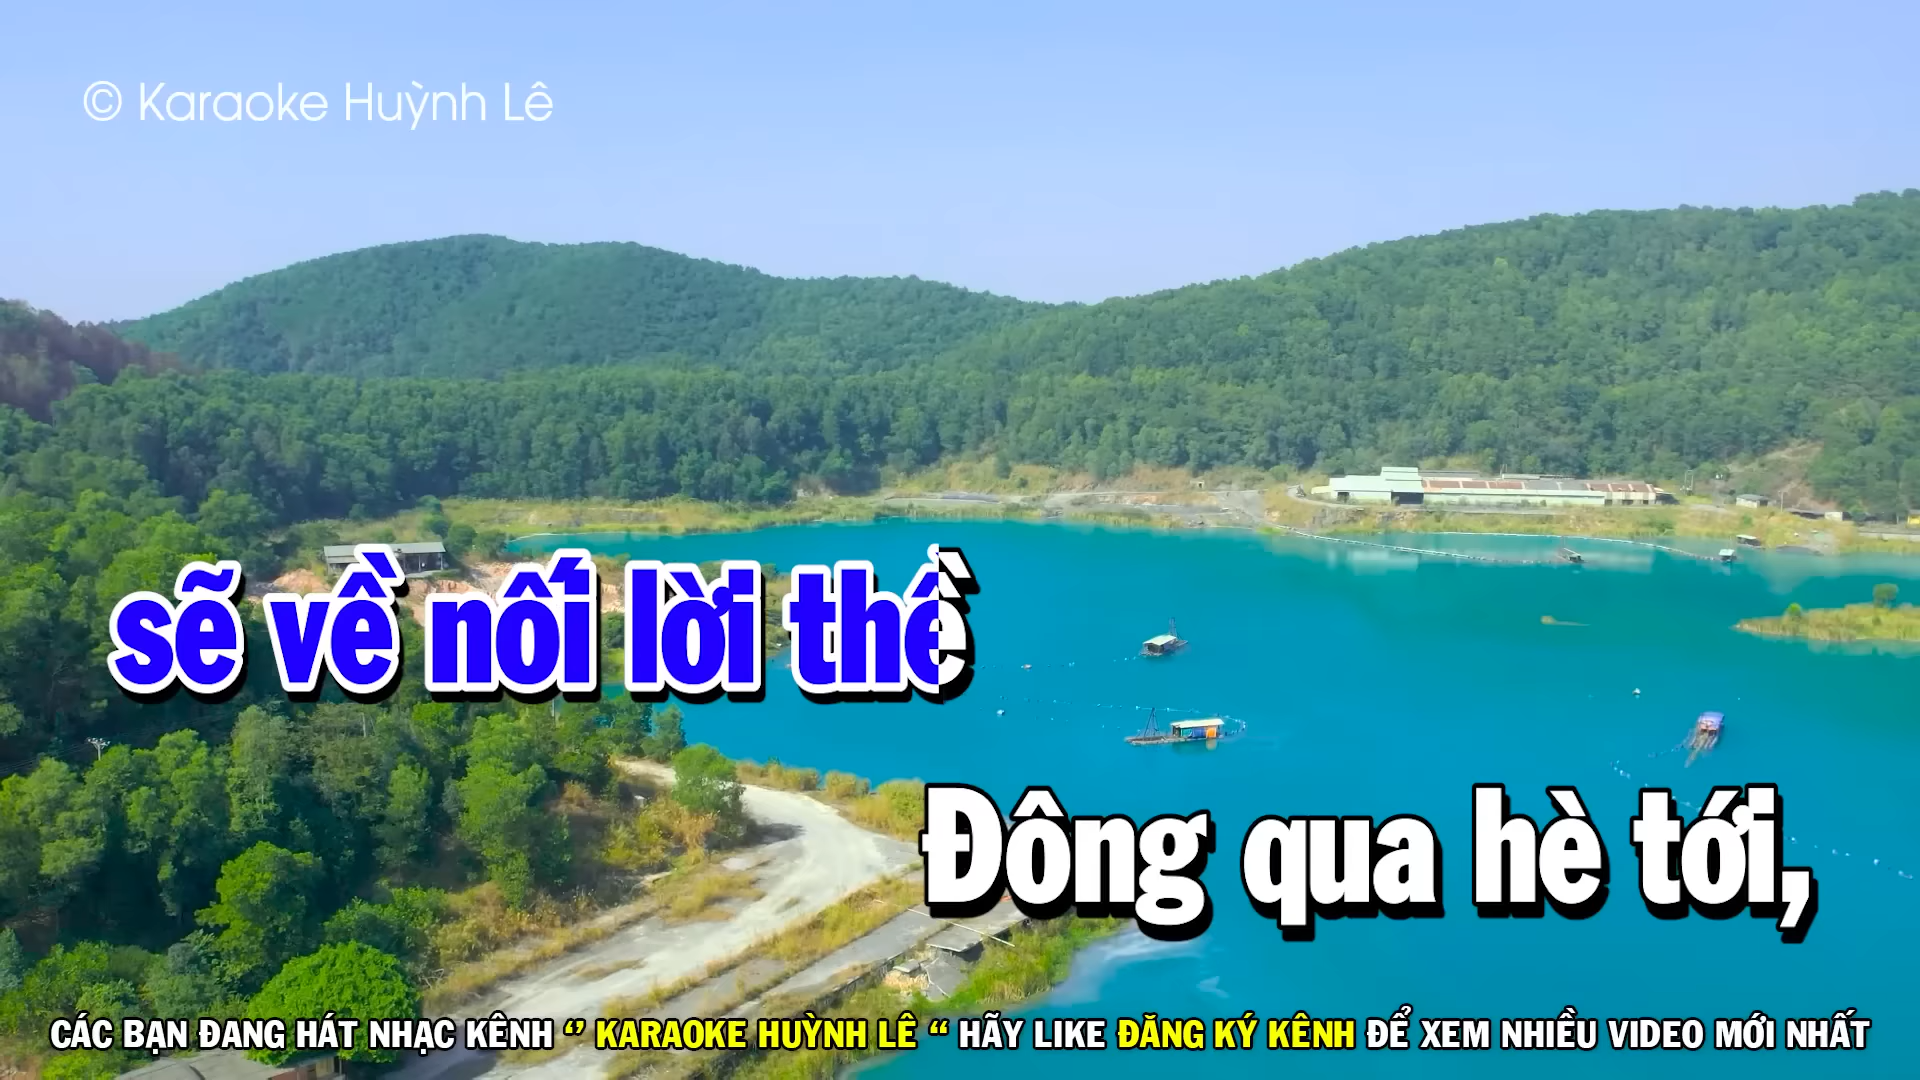 © Karaoke Huỳnh Lê
sẽ về nối lời thề
Đông qua hè tới,
CÁC BẠN ĐANG HÁT NHẠC KÊNH ‘’ KARAOKE HUỲNH LÊ “ HÃY LIKE ĐĂNG KÝ KÊNH ĐỂ XEM NHIỀU VIDEO MỚI NHẤT